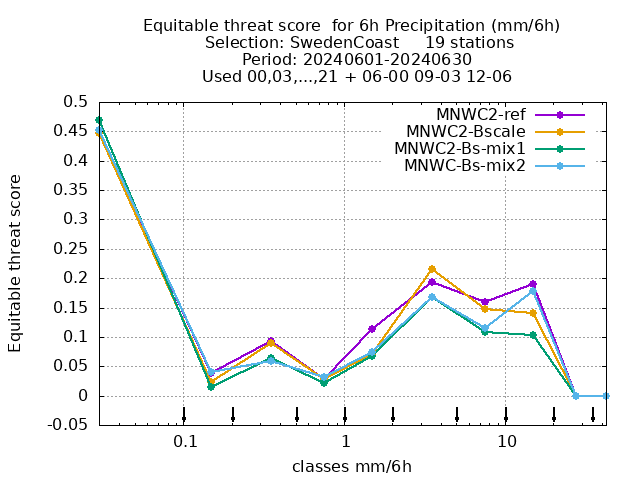 Equitable threat score  for 6h Precipitation (mm/6h)
Selection: SwedenCoast     19 stations
Period: 20240601-20240630
Used 00,03,...,21 + 06-00 09-03 12-06
MNWC2-ref
MNWC2-Bscale
MNWC2-Bs-mix1
MNWC-Bs-mix2
Equitable threat score
0.5
0.45
0.4
0.35
0.3
0.25
0.2
0.15
0.1
0.05
0
-0.05
0.1 1 10
classes mm/6h